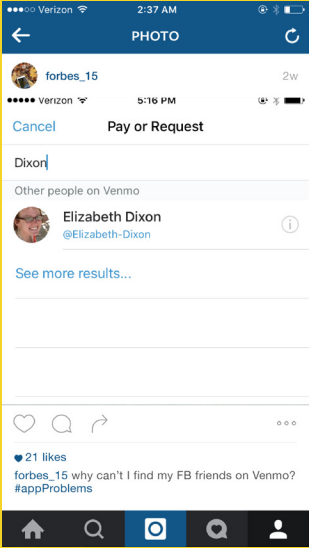 Verizon 2:37 AM
PHOTO
forbes_15 2w
Verizon 5:16 PM
Cancel Pay or Request
Dixon
Other people on Venmo
Elizabeth Dixon
@Elizabeth-Dixon
See more results...
21 likes
forbes_15 why can't I find my FB friends on Venmo?
#appProblems